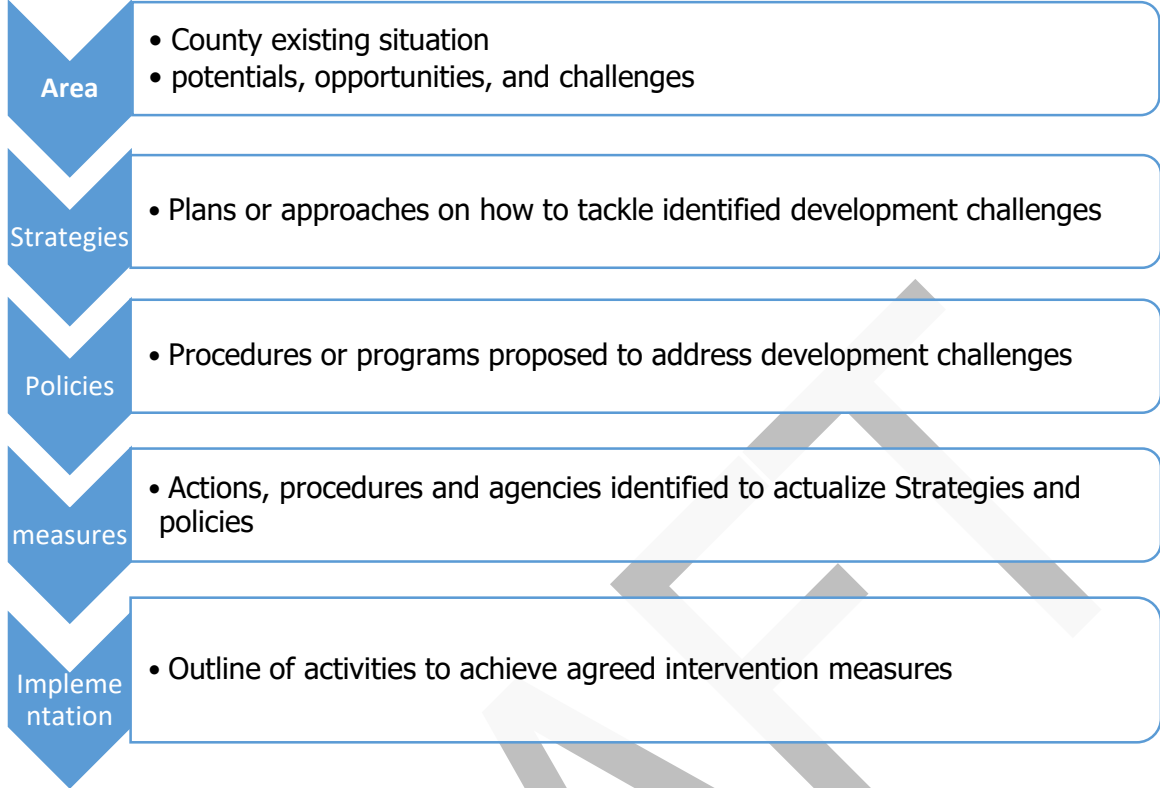 Area
• County existing situation
• potentials, opportunities, and challenges
Strategies
• Plans or approaches on how to tackle identified development challenges
Policies
• Procedures or programs proposed to address development challenges
measures
• Actions, procedures and agencies identified to actualize Strategies and
policies
Impleme
ntation
• Outline of activities to achieve agreed intervention measures
AFT